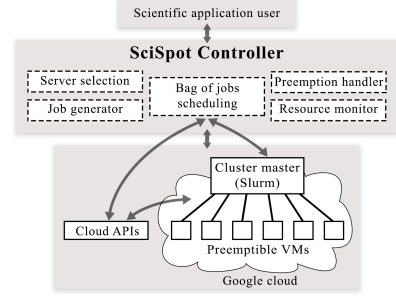 Scientific application user
SciSpot Controller
Server selection
Bag of jobs
scheduling
Preemption handler
Job generator
Resource monitor
Cluster master
(Slurm)
Cloud APIs
Preemptible VMs
Google cloud